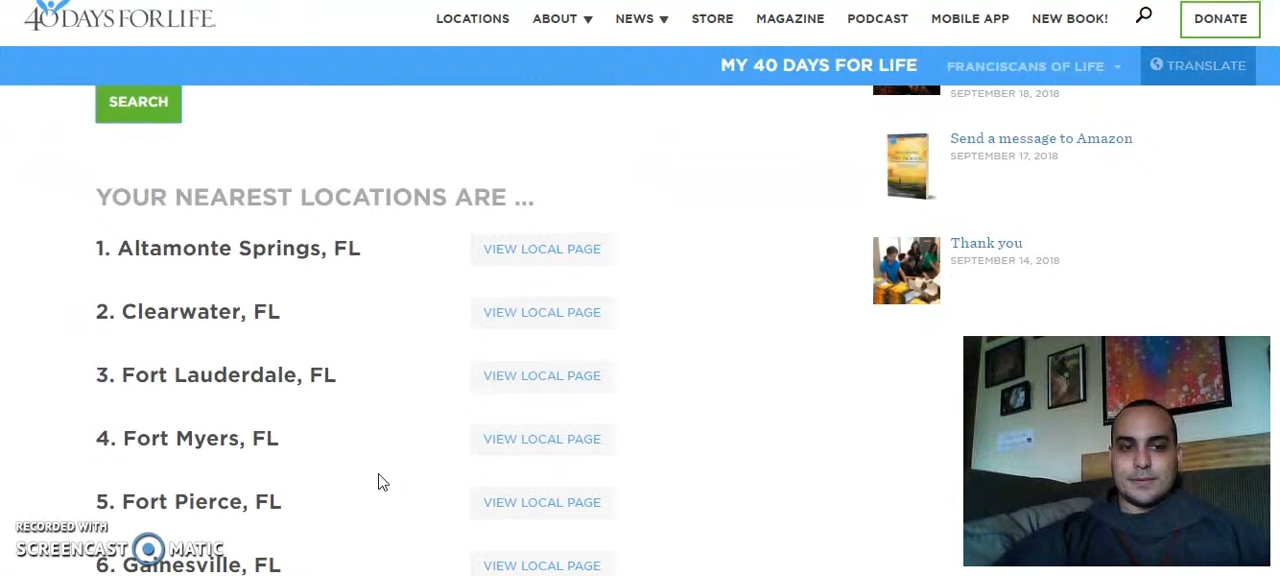 40 DAYS FOR LIFE
LOCATIONS ABOUT NEWS STORE MAGAZINE PODCAST MOBILE APP NEW BOOK! DONATE
MY 40 DAYS FOR LIFE FRANCISCANS OF LIFE TRANSLATE
SEARCH
YOUR NEAREST LOCATIONS ARE ...
1. Altamonte Springs, FL VIEW LOCAL PAGE
2. Clearwater, FL VIEW LOCAL PAGE
3. Fort Lauderdale, FL VIEW LOCAL PAGE
4. Fort Myers, FL VIEW LOCAL PAGE
5. Fort Pierce, FL VIEW LOCAL PAGE
6. Gainesville, FL VIEW LOCAL PAGE
SEPTEMBER 18, 2018
Send a message to Amazon
SEPTEMBER 17, 2018
Thank you
SEPTEMBER 14, 2018
RECORDED WITH
SCREENCAST MATIC